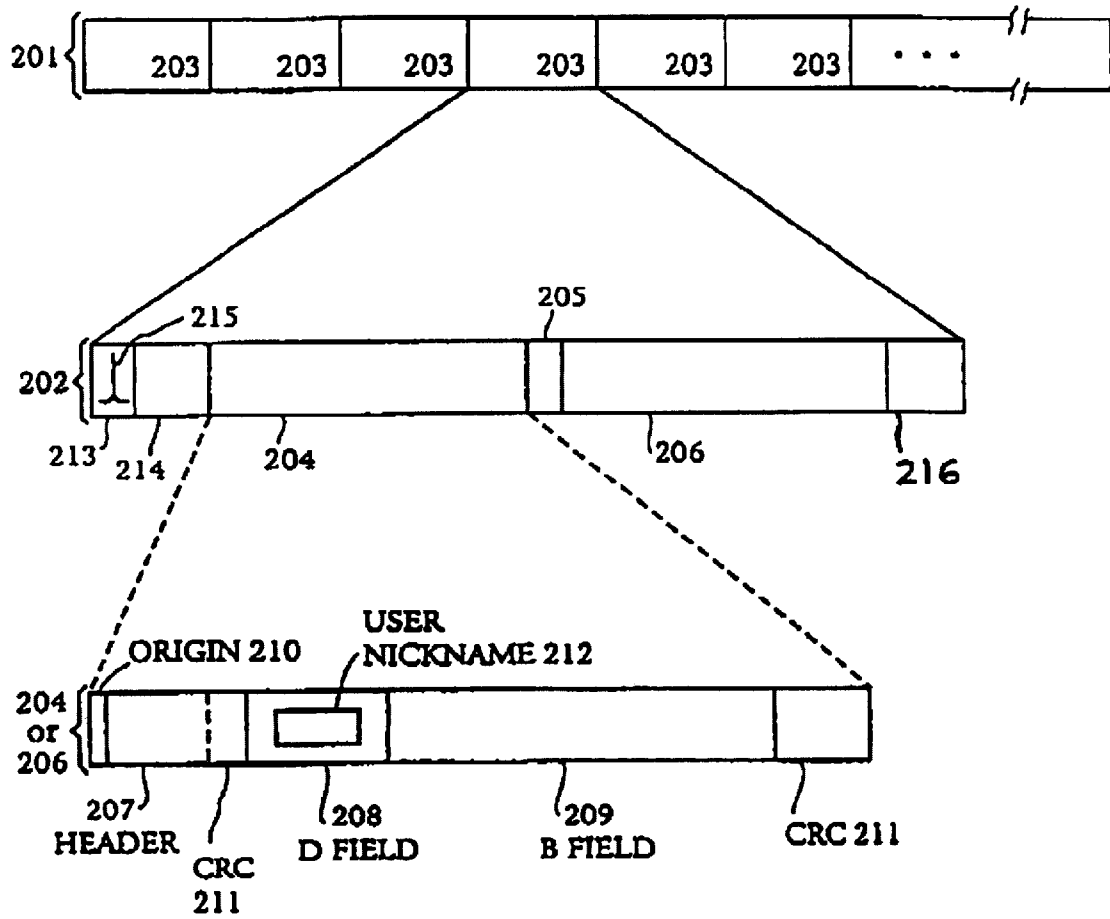 201
203 203 203 203 203 203 . . .
205
215
202
213 214 204 206 216
USER
ORIGIN 210 NICKNAME 212
204
or
206
207 208 209
HEADER CRC D FIELD B FIELD CRC 211
211